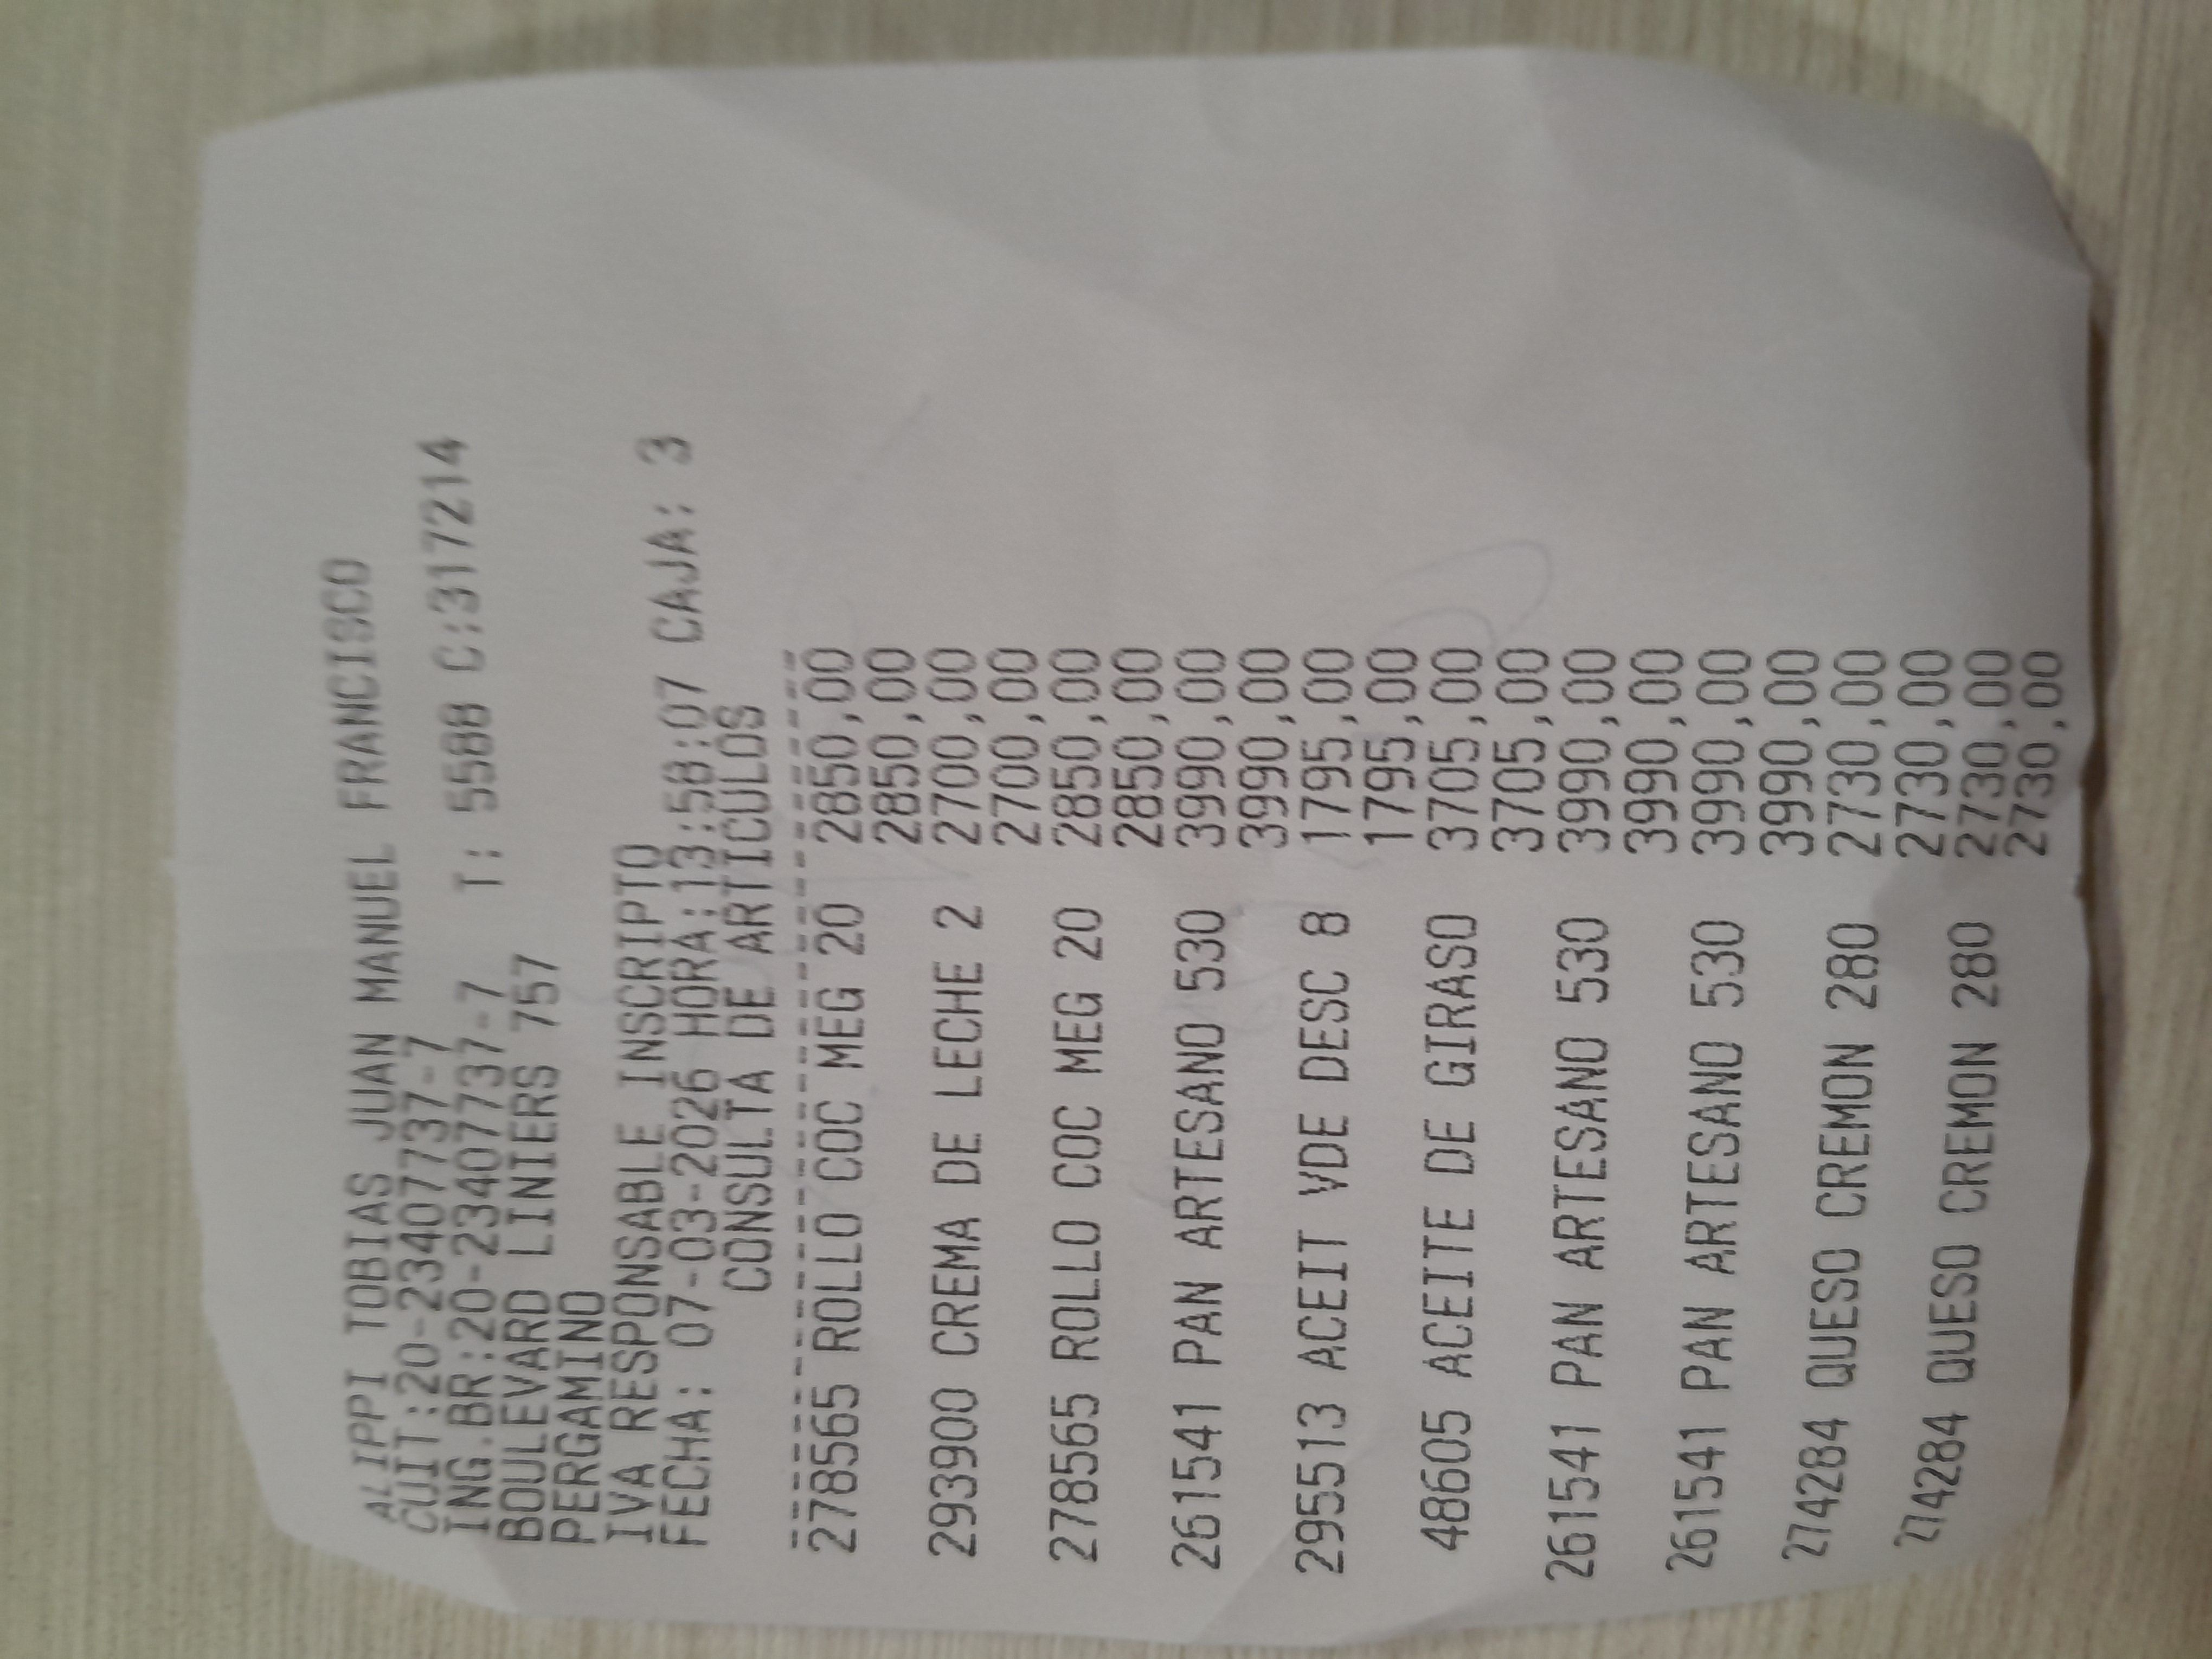 ALIPPI TOBIAS JUAN MANUEL FRANCISCO
CUIT:20-23407737-7
ING.BR:20-23407737-7 T: 5588 C:317214
BOULEVARD LINIERS 757
PERGAMINO
IVA RESPONSABLE INSCRIPTO
FECHA: 07-03-2026 HORA:13:58:07 CAJA: 3
CONSULTA DE ARTICULOS
278565 ROLLO COC MEG 20 2850,00
2850,00
293900 CREMA DE LECHE 2 2700,00
2700,00
278565 ROLLO COC MEG 20 2850,00
2850,00
261541 PAN ARTESANO 530 3990,00
3990,00
295513 ACEIT VDE DESC 8 1795,00
1795,00
48605 ACEITE DE GIRASO 3705,00
3705,00
261541 PAN ARTESANO 530 3990,00
3990,00
261541 PAN ARTESANO 530 3990,00
3990,00
274284 QUESO CREMON 280 2730,00
2730,00
274284 QUESO CREMON 280 2730,00
2730,00